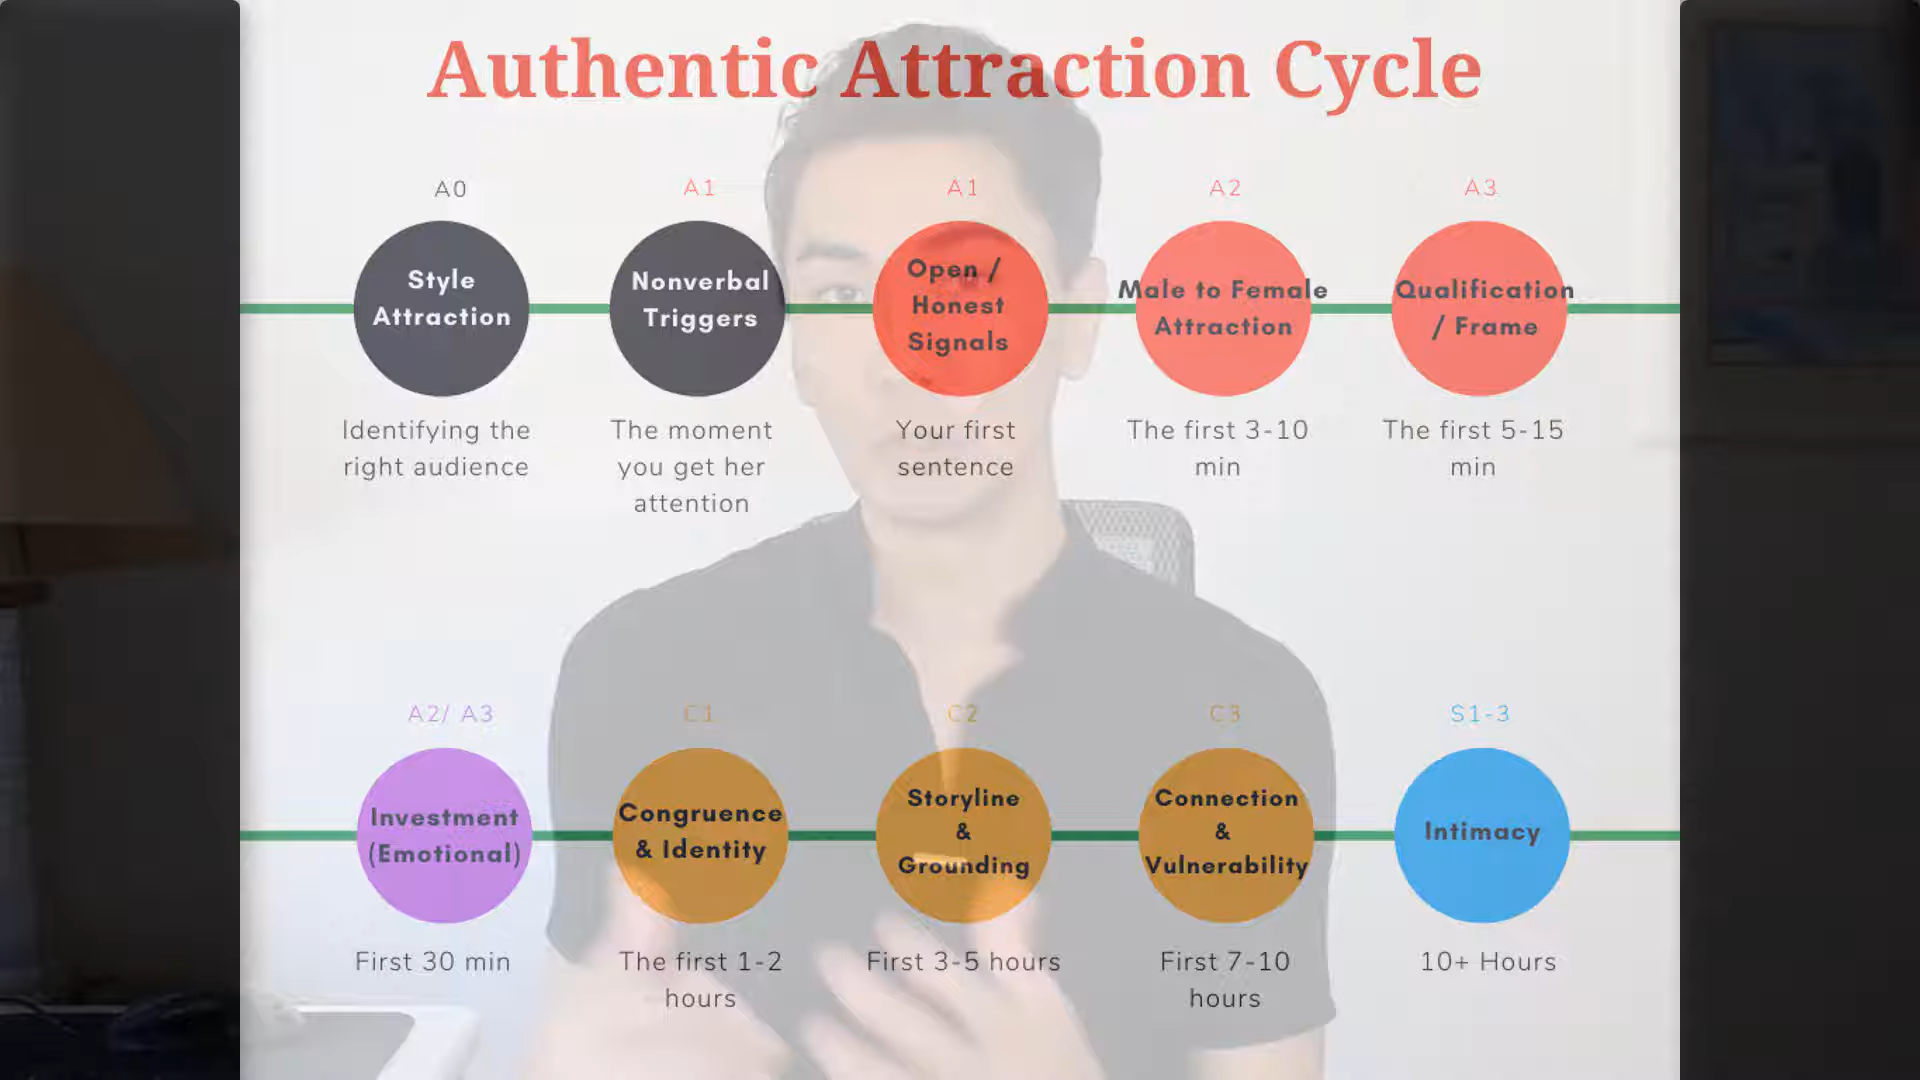 Authentic Attraction Cycle
A0
A1
A1
A2
A3
Style
Attraction
Nonverbal
Triggers
Open /
Honest
Signals
Male to Female
Attraction
Qualification
/ Frame
Identifying the
right audience
The moment
you get her
attention
Your first
sentence
The first 3-10
min
The first 5-15
min
A2/ A3
C1
C2
C3
S1-3
Investment
(Emotional)
Congruence
& Identity
Storyline
&
Grounding
Connection
&
Vulnerability
Intimacy
First 30 min
The first 1-2
hours
First 3-5 hours
First 7-10
hours
10+ Hours